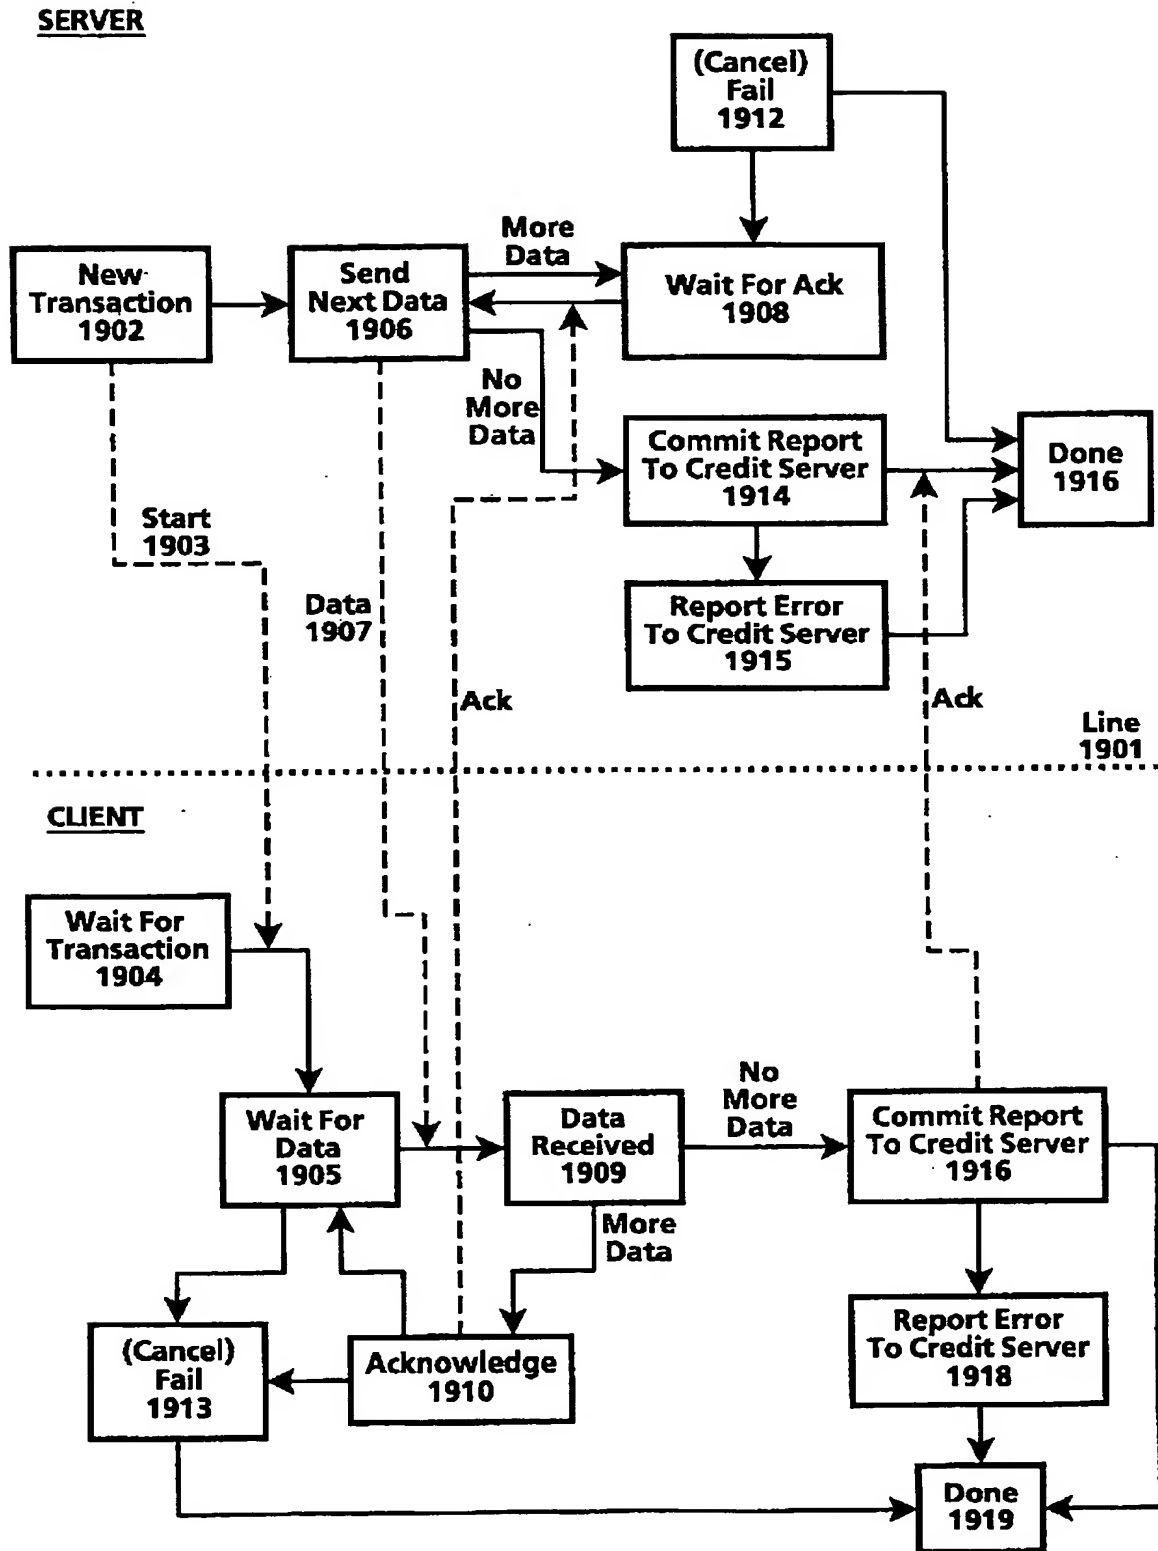 SERVER
(Cancel)
Fail
1912
New
Transaction
1902
Send
Next Data
1906
More
Data
Wait For Ack
1908
No
More
Data
Commit Report
To Credit Server
1914
Done
1916
Start
1903
Data
1907
Report Error
To Credit Server
1915
Ack
Ack
Line
1901
CLIENT
Wait For
Transaction
1904
Wait For
Data
1905
Data
Received
1909
No
More
Data
Commit Report
To Credit Server
1916
More
Data
(Cancel)
Fail
1913
Acknowledge
1910
Report Error
To Credit Server
1918
Done
1919